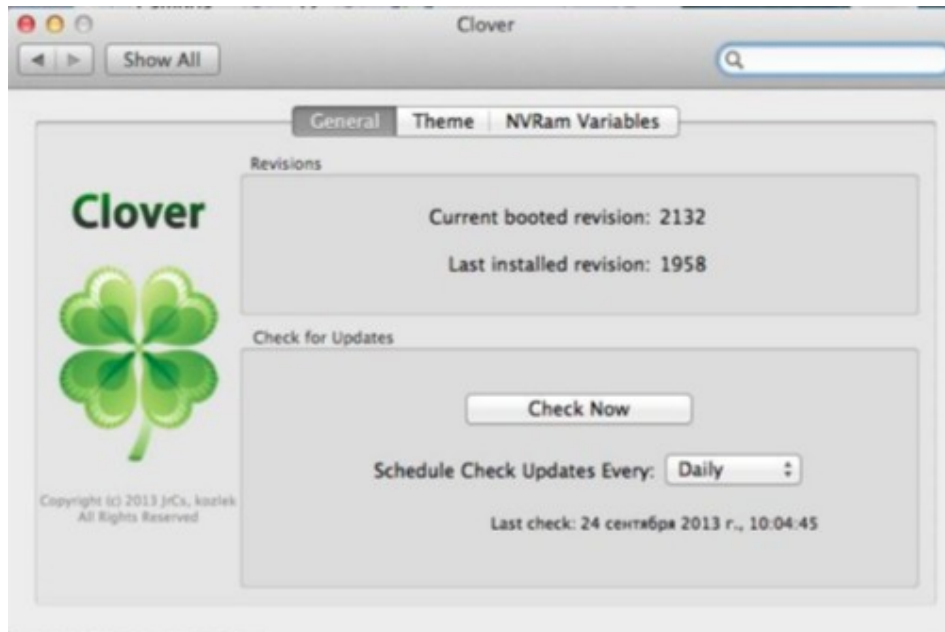 Clover
Show All
General Theme NVRam Variables
Revisions
Clover
Current booted revision: 2132
Last installed revision: 1958
Check for Updates
Check Now
Schedule Check Updates Every: Daily
Copyright (c) 2013 JrCs, kozlek
All Rights Reserved
Last check: 24 сентября 2013 г., 10:04:45